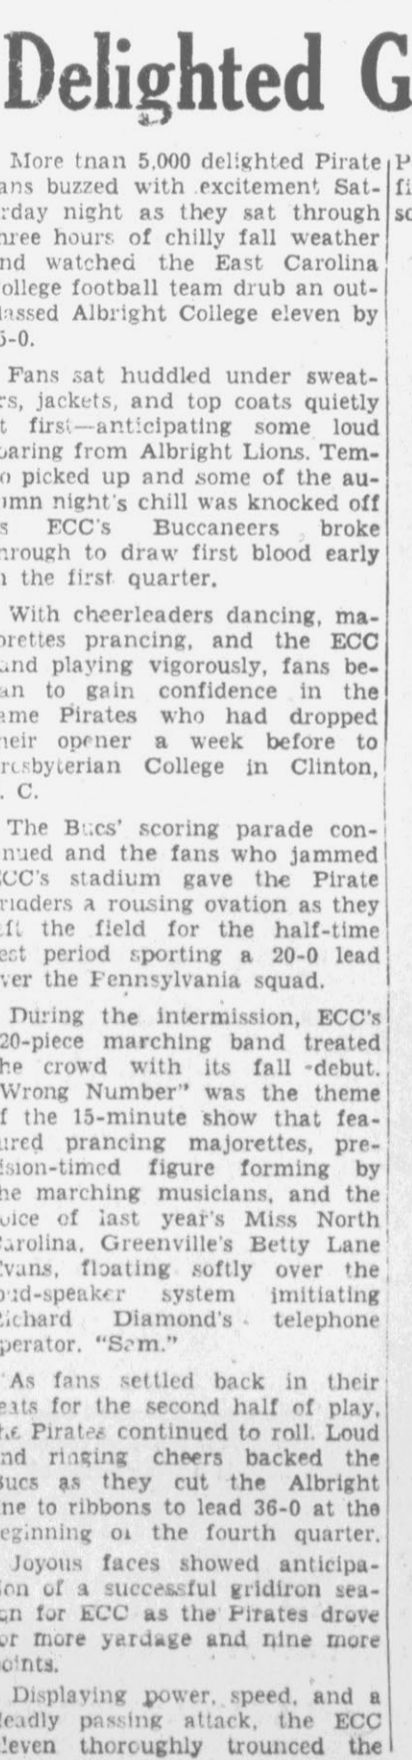 Delighted G
More tnan 5,000 delighted Pirate
ans buzzed with excitement Sat-
rday night as they sat through
hree hours of chilly fall weather
nd watched the East Carolina
ollege football team drub an out-
lassed Albright College eleven by
5-0.
Fans sat huddled under sweat-
rs, jackets, and top coats quietly
t first—anticipating some loud
oaring from Albright Lions. Tem-
o picked up and some of the au-
umn night's chill was knocked off
s ECC's Buccaneers broke
hrough to draw first blood early
n the first quarter.
With cheerleaders dancing, ma-
orettes prancing, and the ECC
and playing vigorously, fans be-
an to gain confidence in the
ame Pirates who had dropped
heir opener a week before to
resbyterian College in Clinton,
. C.
The Bucs' scoring parade con-
nued and the fans who jammed
CC's stadium gave the Pirate
riaders a rousing ovation as they
eft the field for the half-time
est period sporting a 20-0 lead
ver the Pennsylvania squad.
During the intermission, ECC's
20-piece marching band treated
he crowd with its fall debut.
"Wrong Number" was the theme
f the 15-minute show that fea-
ured prancing majorettes, pre-
ision-timed figure forming by
he marching musicians, and the
oice of last year's Miss North
Carolina, Greenville's Betty Lane
Evans, floating softly over the
oud-speaker system imitiating
Richard Diamond's telephone
perator, "Sam."
As fans settled back in their
eats for the second half of play,
he Pirates continued to roll. Loud
nd ringing cheers backed the
Bucs as they cut the Albright
ine to ribbons to lead 36-0 at the
eginning of the fourth quarter.
Joyous faces showed anticipa-
ion of a successful gridiron sea-
on for ECC as the Pirates drove
or more yardage and nine more
oints.
Displaying power, speed, and a
deadly passing attack, the ECC
leven thoroughly trounced the
P
fi
sc